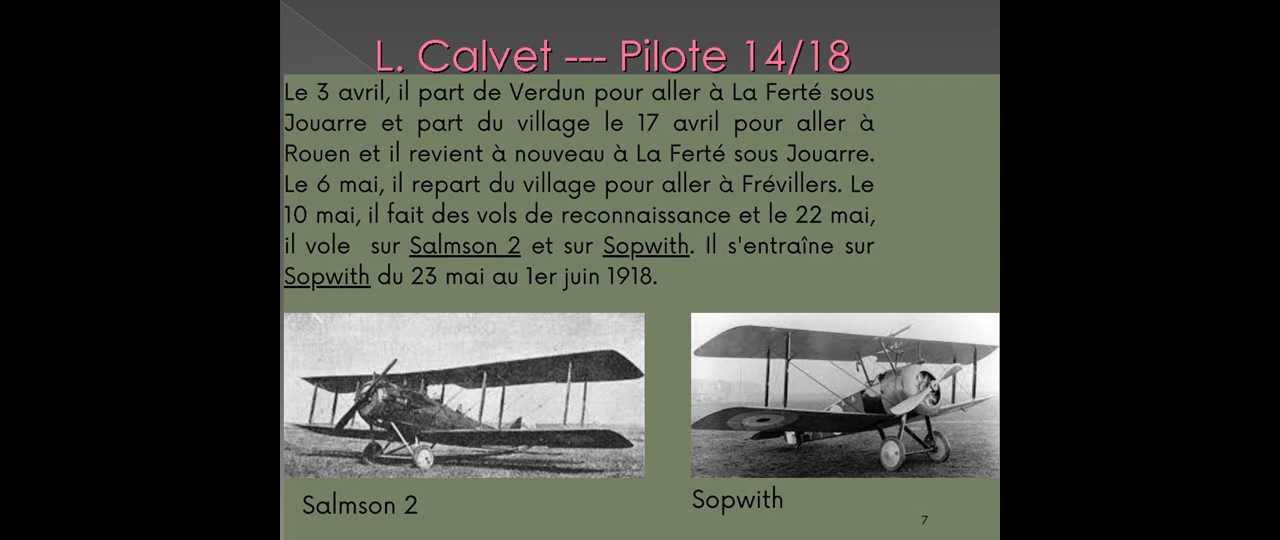 L. Calvet --- Pilote 14/18
Le 3 avril, il part de Verdun pour aller à La Ferté sous
Jouarre et part du village le 17 avril pour aller à
Rouen et il revient à nouveau à La Ferté sous Jouarre.
Le 6 mai, il repart du village pour aller à Frévillers. Le
10 mai, il fait des vols de reconnaissance et le 22 mai,
il vole sur Salmson 2 et sur Sopwith. Il s'entraîne sur
Sopwith du 23 mai au 1er juin 1918.
Salmson 2
Sopwith
7